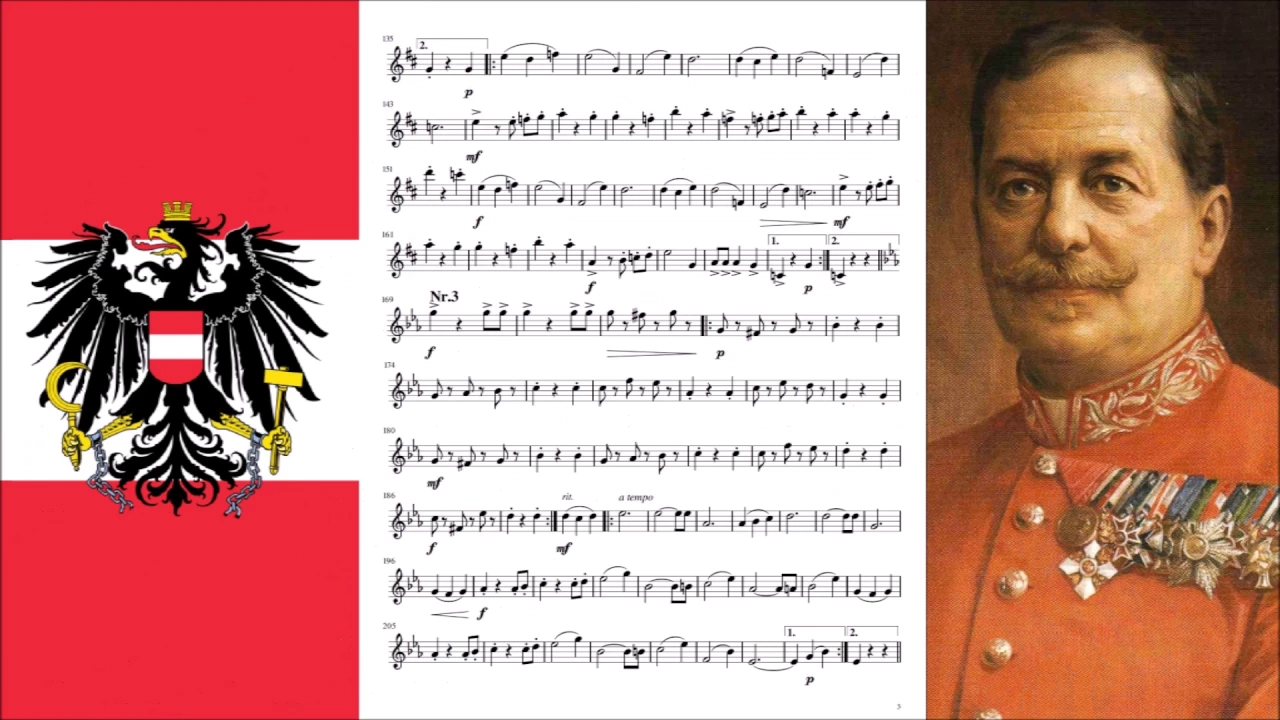 135 2.
p
143
mf
151
f mf
161 1. 2.
f p
169 Nr.3
f p
174
180
mf
186 rit. a tempo
f mf
196
f
205 1. 2.
p
3